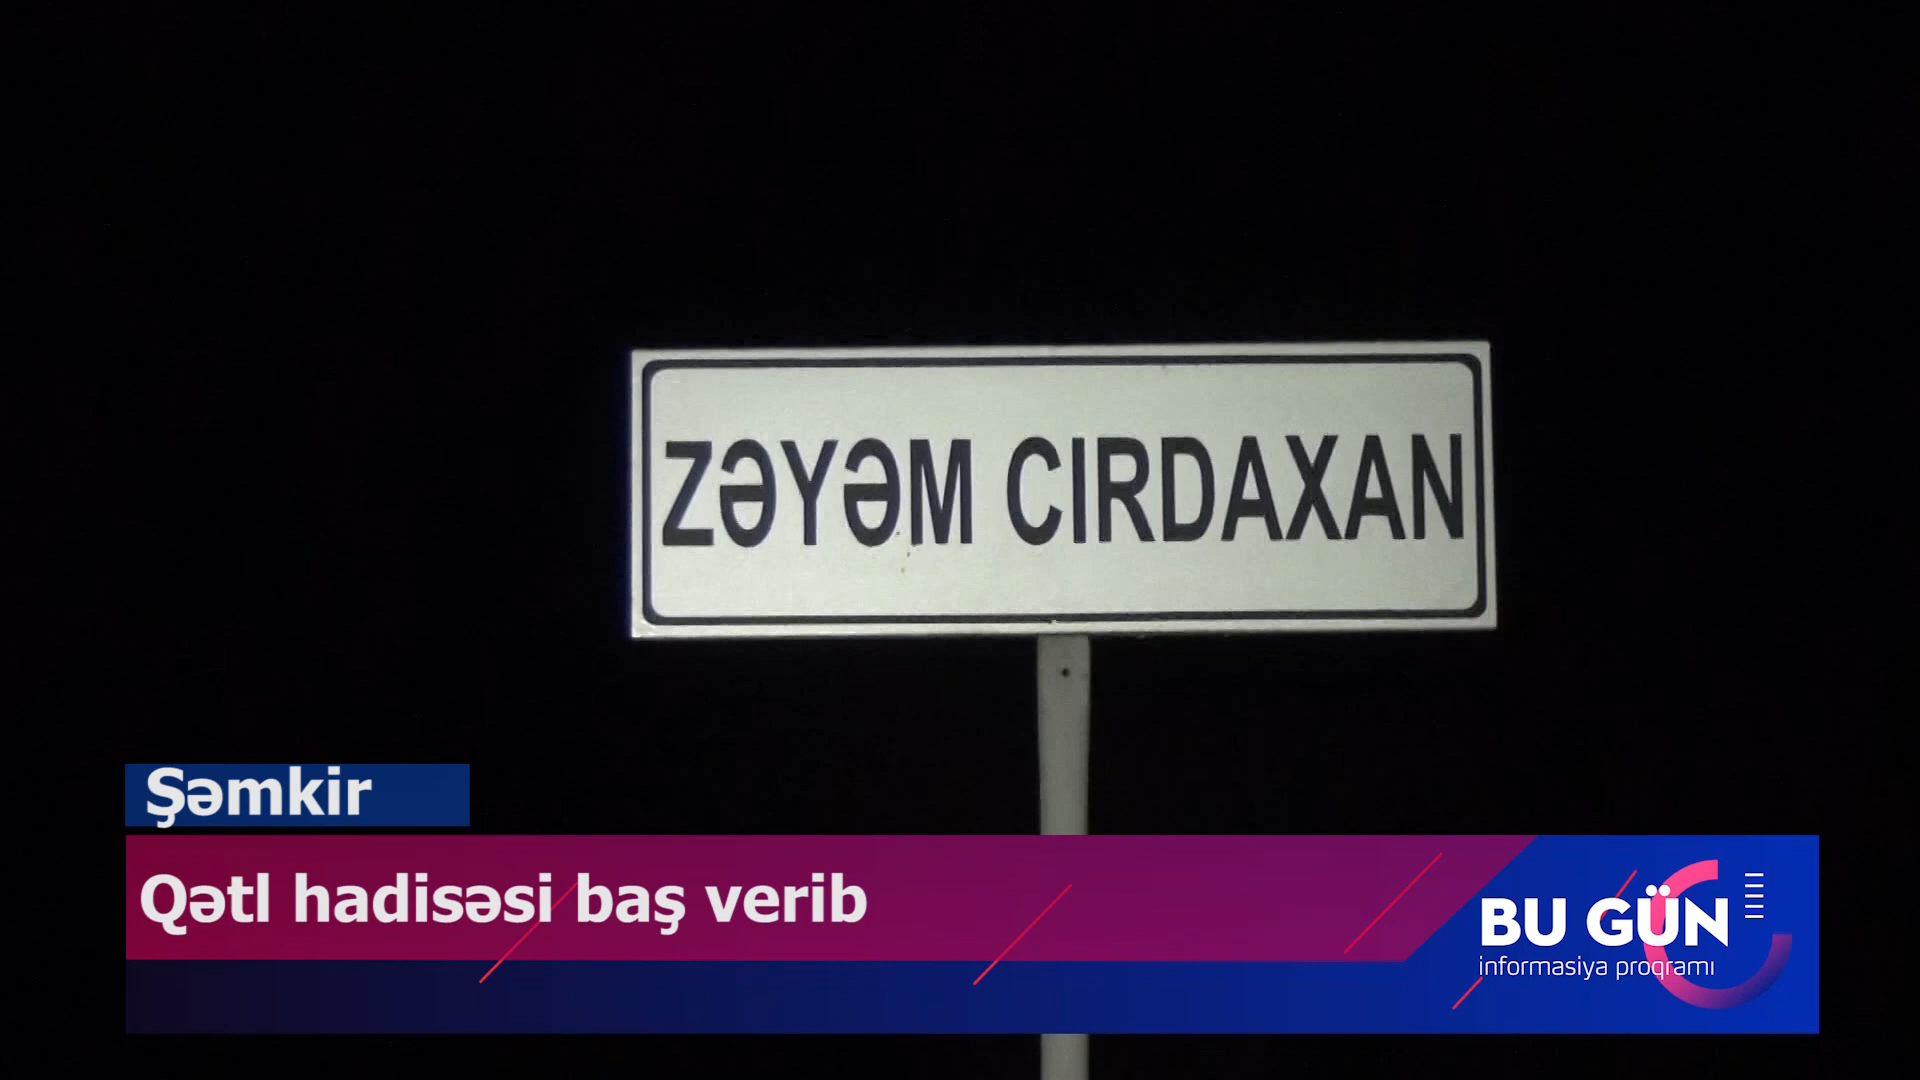 ZƏYƏM CIRDAXAN
Şəmkir
Qətl hadisəsi baş verib
BU GÜN
informasiya proqramı